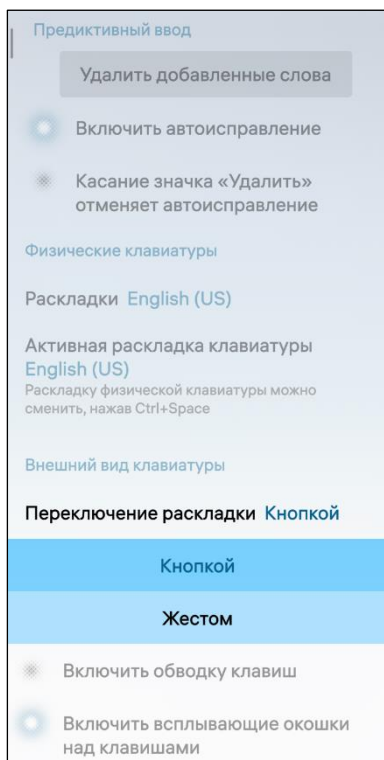 Предиктивный ввод
Удалить добавленные слова
Включить автоисправление
Касание значка «Удалить»
отменяет автоисправление
Физические клавиатуры
Раскладки English (US)
Активная раскладка клавиатуры
English (US)
Раскладку физической клавиатуры можно
сменить, нажав Ctrl+Space
Внешний вид клавиатуры
Переключение раскладки Кнопкой
Кнопкой
Жестом
Включить обводку клавиш
Включить всплывающие окошки
над клавишами